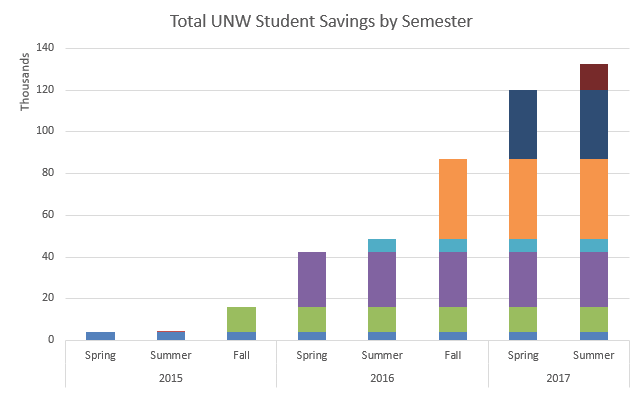 Total UNW Student Savings by Semester
Thousands
140
120
100
80
60
40
20
0
Spring Summer Fall Spring Summer Fall Spring Summer
2015 2016 2017